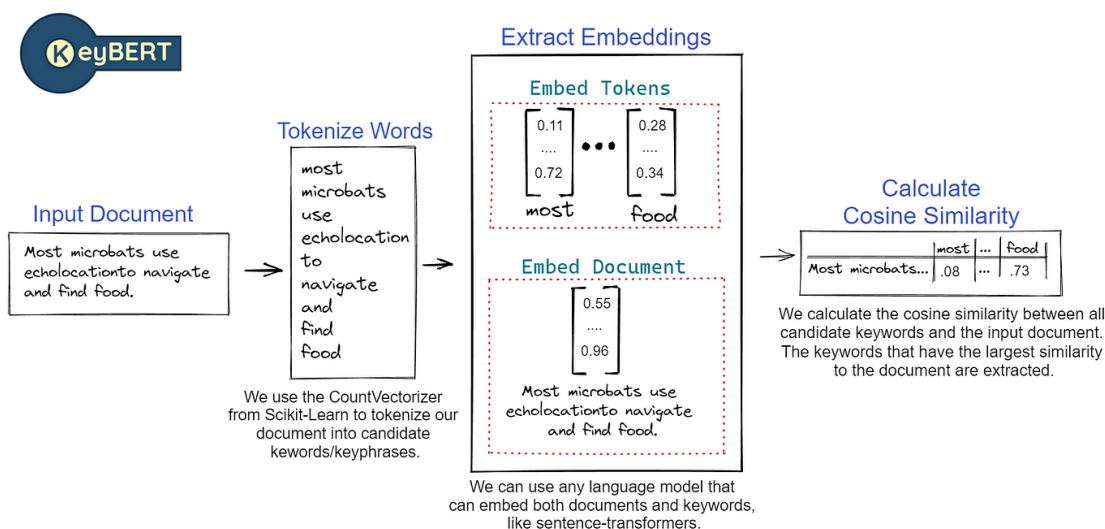 KeyBERT
Input Document
Most microbats use
echolocationto navigate
and find food.
Tokenize Words
most
microbats
use
echolocation
to
navigate
and
find
food
We use the CountVectorizer
from Scikit-Learn to tokenize our
document into candidate
kewords/keyphrases.
Extract Embeddings
Embed Tokens
0.11 0.28
.... ....
0.72 ••• 0.34
most food
Embed Document
0.55
....
0.96
Most microbats use
echolocationto navigate
and find food.
We can use any language model that
can embed both documents and keywords,
like sentence-transformers.
Calculate
Cosine Similarity
most ... food
Most microbats... .08 ... .73
We calculate the cosine similarity between all
candidate keywords and the input document.
The keywords that have the largest similarity
to the document are extracted.